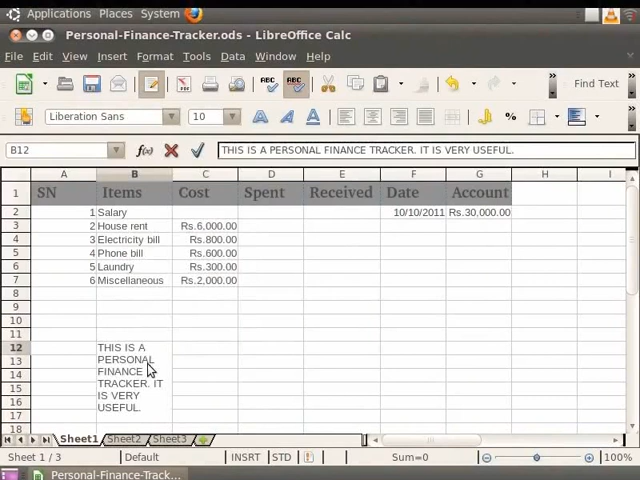 Applications Places System
Personal-Finance-Tracker.ods - LibreOffice Calc
File Edit View Insert Format Tools Data Window Help
ABC ABC » » Find Text
Liberation Sans 10 A A A % »
B12 f(x) THIS IS A PERSONAL FINANCE TRACKER. IT IS VERY USEFUL.
A B C D E F G H I
1 SN Items Cost Spent Received Date Account
2 1 Salary 10/10/2011 Rs.30,000.00
3 2 House rent Rs.6,000.00
4 3 Electricity bill Rs.800.00
5 4 Phone bill Rs.600.00
6 5 Laundry Rs.300.00
7 6 Miscellaneous Rs.2,000.00
8
9
10
11
12 THIS IS A
13 PERSONAL
14 FINANCE
15 TRACKER. IT
16 IS VERY
17 USEFUL.
18
Sheet1 Sheet2 Sheet3
Sheet 1 / 3 Default INSRT STD Sum=0 100%
Personal-Finance-Track...